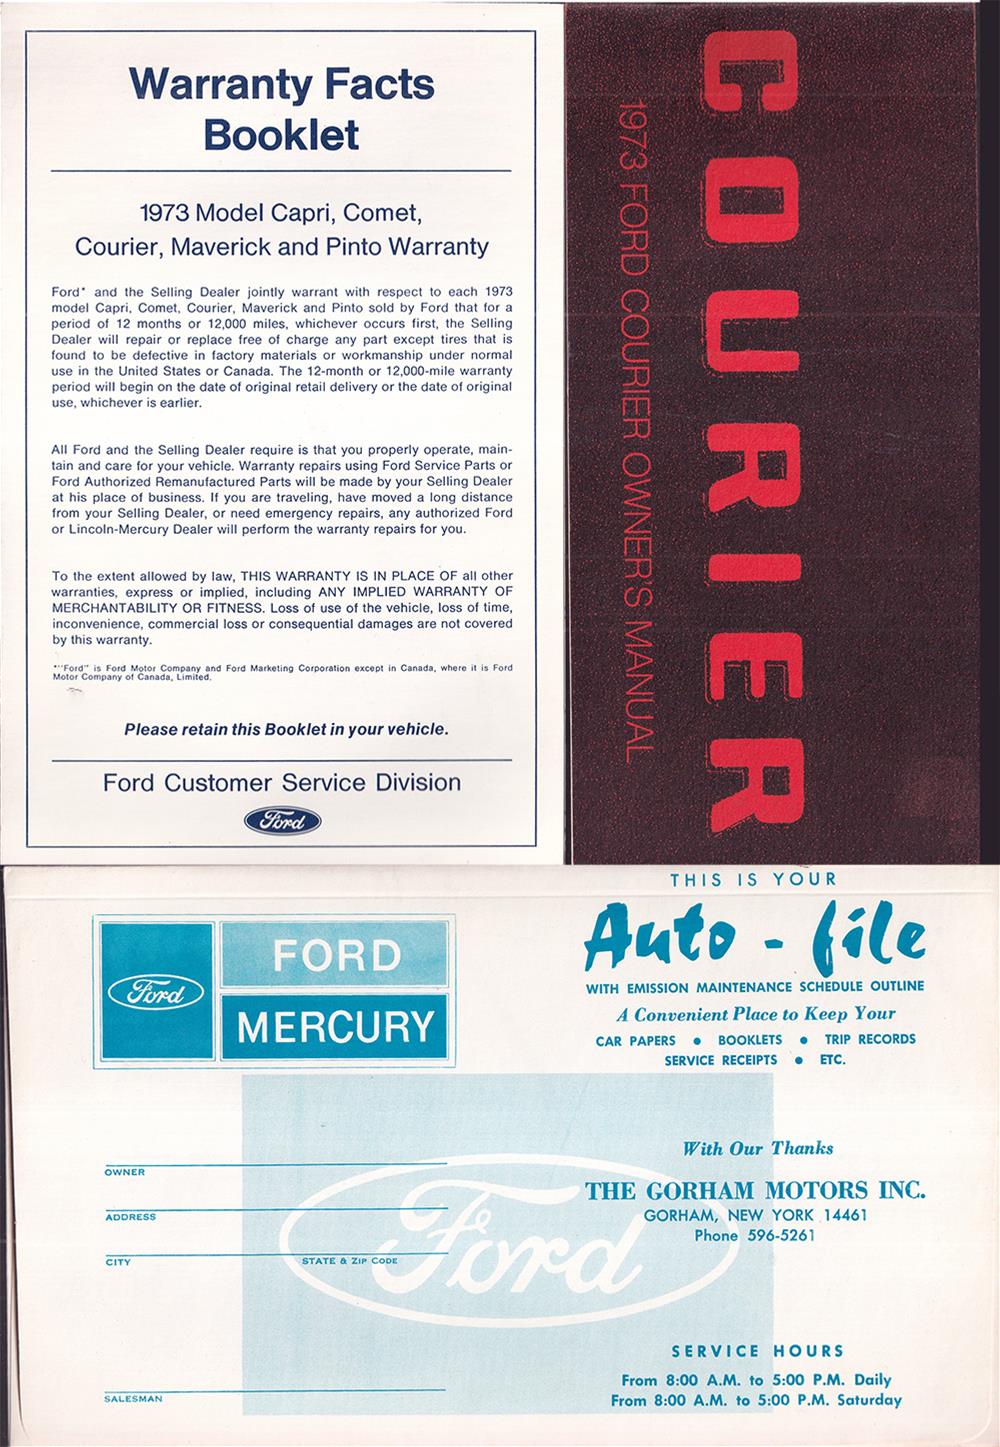 Warranty Facts
Booklet
1973 Model Capri, Comet,
Courier, Maverick and Pinto Warranty
Ford* and the Selling Dealer jointly warrant with respect to each 1973
model Capri, Comet, Courier, Maverick and Pinto sold by Ford that for a
period of 12 months or 12,000 miles, whichever occurs first, the Selling
Dealer will repair or replace free of charge any part except tires that is
found to be defective in factory materials or workmanship under normal
use in the United States or Canada. The 12-month or 12,000-mile warranty
period will begin on the date of original retail delivery or the date of original
use, whichever is earlier.
All Ford and the Selling Dealer require is that you properly operate, main-
tain and care for your vehicle. Warranty repairs using Ford Service Parts or
Ford Authorized Remanufactured Parts will be made by your Selling Dealer
at his place of business. If you are traveling, have moved a long distance
from your Selling Dealer, or need emergency repairs, any authorized Ford
or Lincoln-Mercury Dealer will perform the warranty repairs for you.
To the extent allowed by law, THIS WARRANTY IS IN PLACE OF all other
warranties, express or implied, including ANY IMPLIED WARRANTY OF
MERCHANTABILITY OR FITNESS. Loss of use of the vehicle, loss of time,
inconvenience, commercial loss or consequential damages are not covered
by this warranty.
*"Ford" is Ford Motor Company and Ford Marketing Corporation except in Canada, where it is Ford
Motor Company of Canada, Limited.
Please retain this Booklet in your vehicle.
Ford Customer Service Division
Ford
COURIER
1973 FORD COURIER OWNER'S MANUAL
Ford
FORD
MERCURY
THIS IS YOUR
Auto-file
WITH EMISSION MAINTENANCE SCHEDULE OUTLINE
A Convenient Place to Keep Your
CAR PAPERS • BOOKLETS • TRIP RECORDS
SERVICE RECEIPTS • ETC.
OWNER
ADDRESS
CITY STATE & ZIP CODE
SALESMAN
Ford
With Our Thanks
THE GORHAM MOTORS INC.
GORHAM, NEW YORK 14461
Phone 596-5261
SERVICE HOURS
From 8:00 A.M. to 5:00 P.M. Daily
From 8:00 A.M. to 5:00 P.M. Saturday